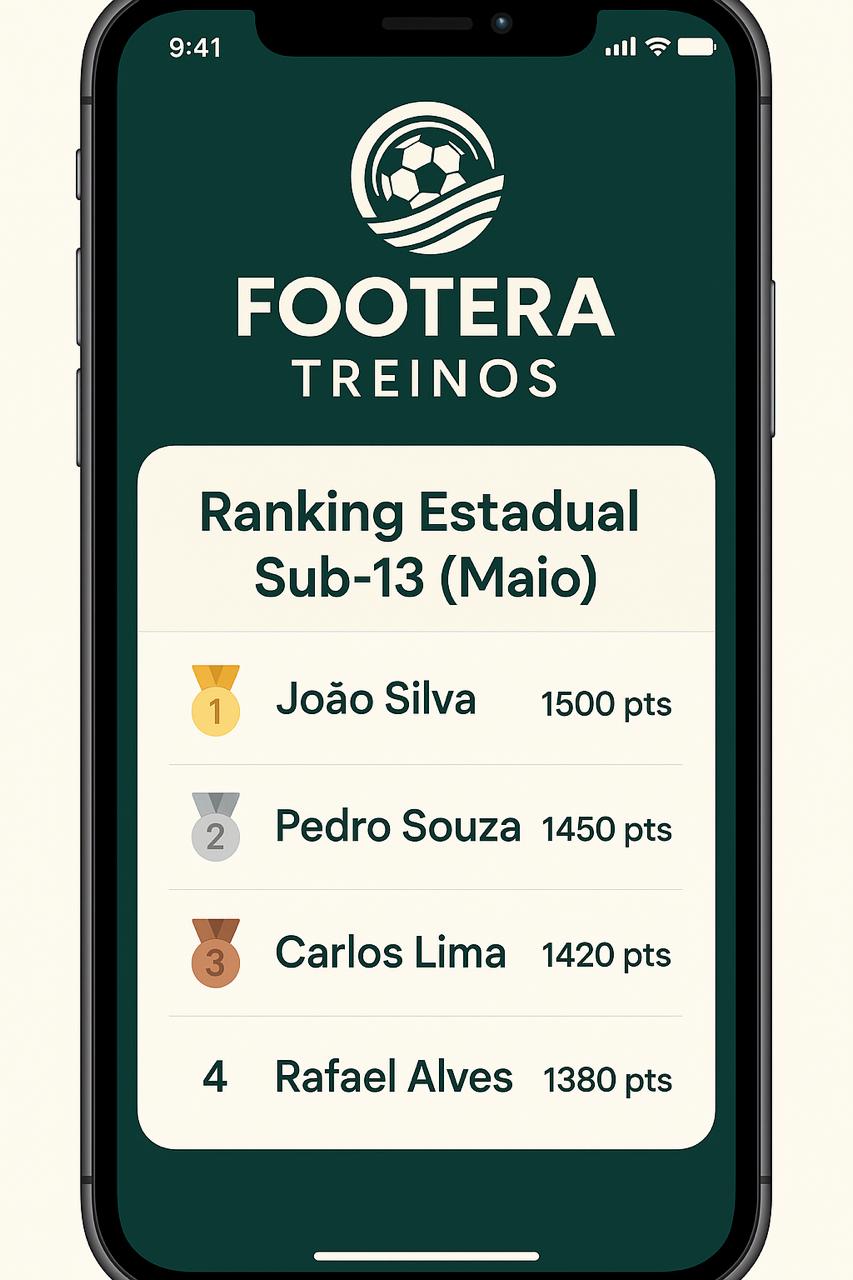 9:41
FOOTERA
TREINOS
Ranking Estadual
Sub-13 (Maio)
1 João Silva 1500 pts
2 Pedro Souza 1450 pts
3 Carlos Lima 1420 pts
4 Rafael Alves 1380 pts